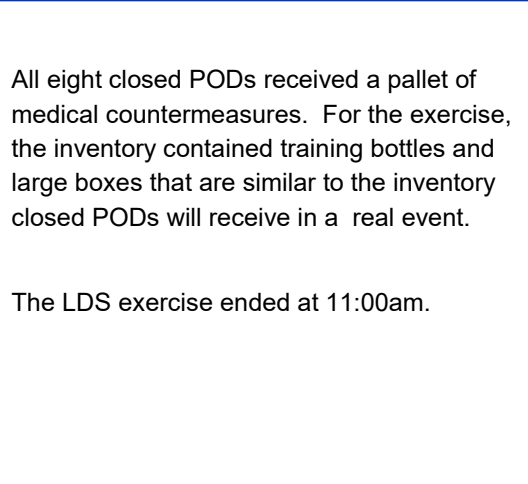 All eight closed PODs received a pallet of
medical countermeasures.  For the exercise,
the inventory contained training bottles and
large boxes that are similar to the inventory
closed PODs will receive in a  real event.
The LDS exercise ended at 11:00am.